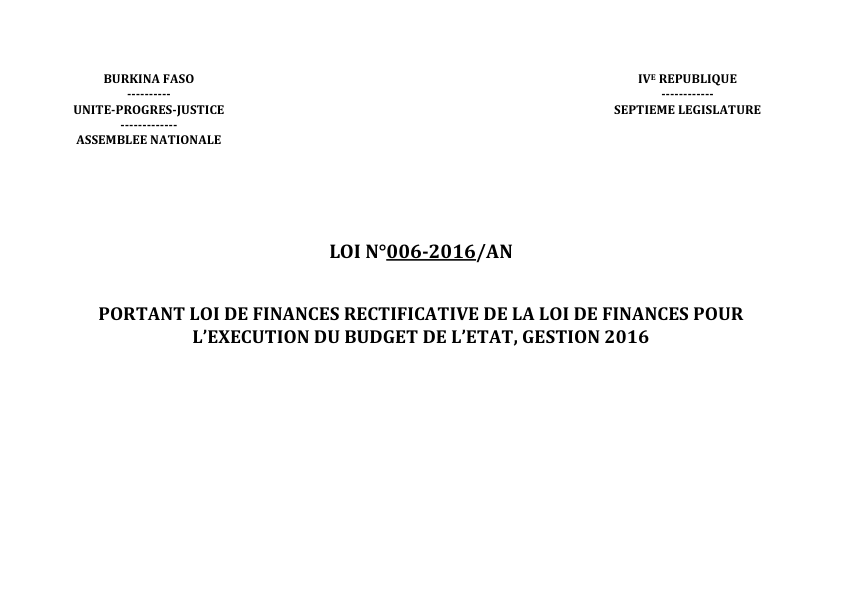 BURKINA FASO
----------
UNITE-PROGRES-JUSTICE
-------------
ASSEMBLEE NATIONALE
IVᴱ REPUBLIQUE
------------
SEPTIEME LEGISLATURE
LOI N°006-2016/AN
PORTANT LOI DE FINANCES RECTIFICATIVE DE LA LOI DE FINANCES POUR
L’EXECUTION DU BUDGET DE L’ETAT, GESTION 2016